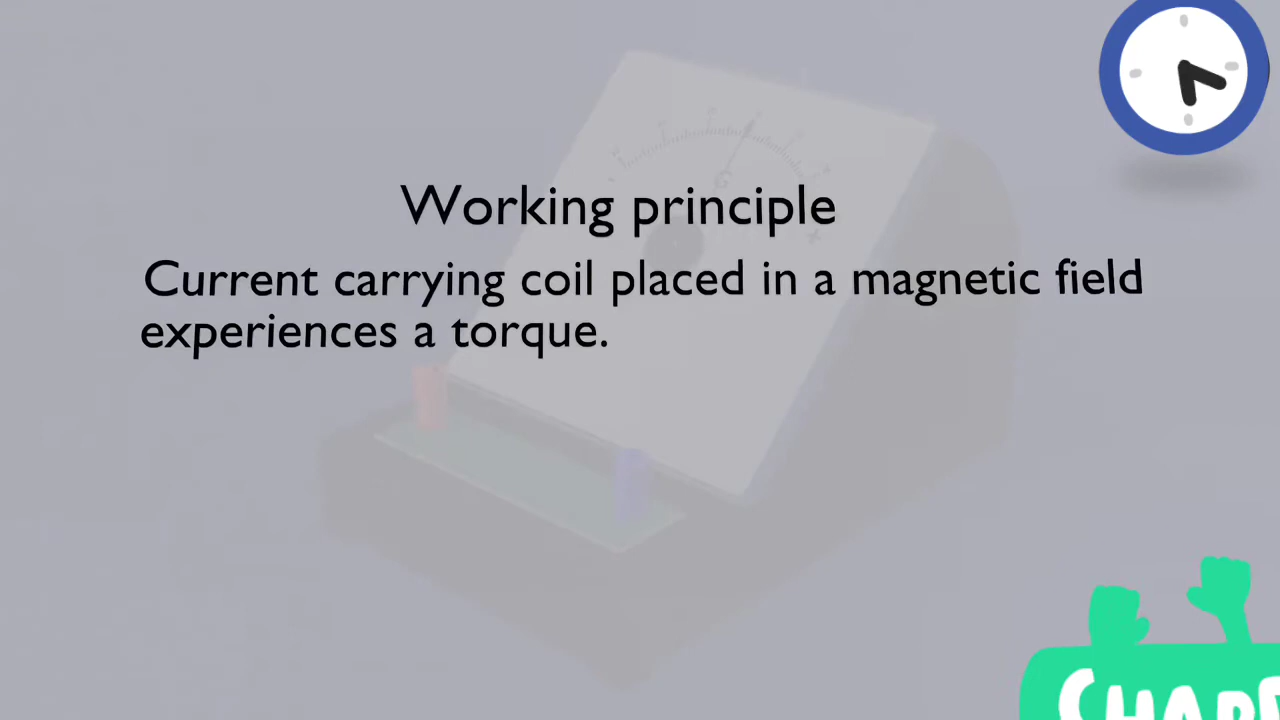 Working principle
Current carrying coil placed in a magnetic field
experiences a torque.
G